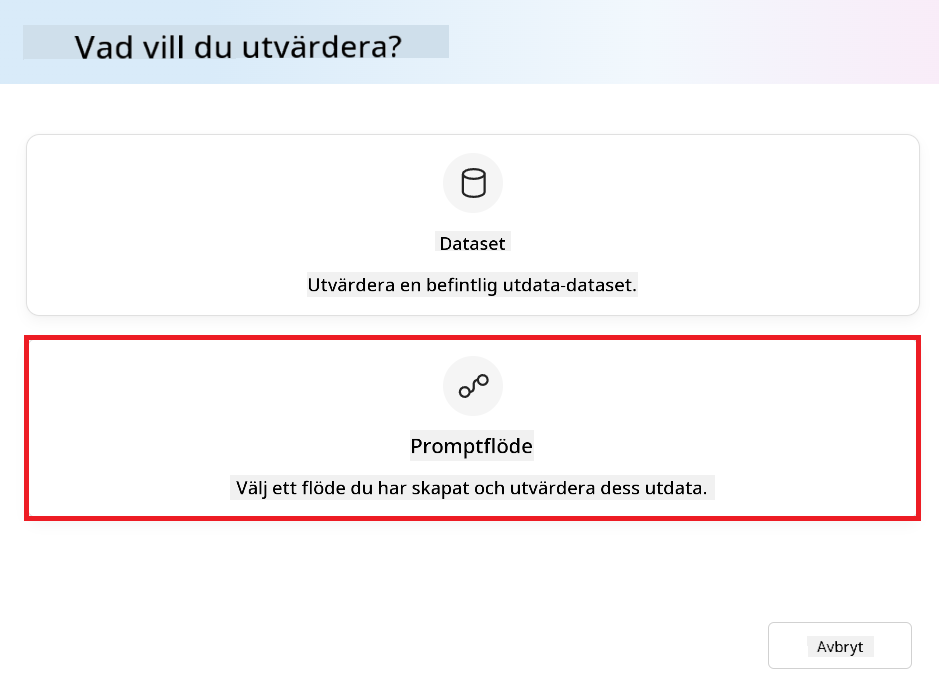 Vad vill du utvärdera?
Dataset
Utvärdera en befintlig utdata-dataset.
Promptflöde
Välj ett flöde du har skapat och utvärdera dess utdata.
Avbryt